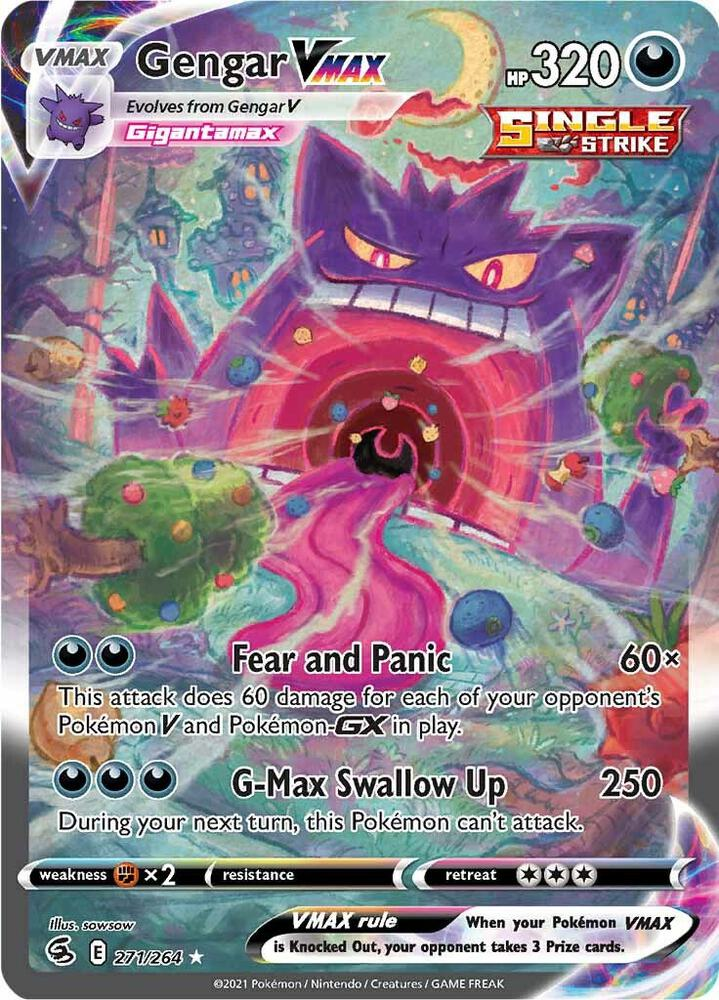 VMAX
Gengar VMAX
HP 320
Evolves from Gengar V
Gigantamax
SINGLE
STRIKE
Fear and Panic 60×
This attack does 60 damage for each of your opponent's
Pokémon V and Pokémon-GX in play.
G-Max Swallow Up 250
During your next turn, this Pokémon can't attack.
weakness ×2 resistance retreat
illus. sowsow
VMAX rule When your Pokémon VMAX
is Knocked Out, your opponent takes 3 Prize cards.
E 271/264 ★
©2021 Pokémon / Nintendo / Creatures / GAME FREAK